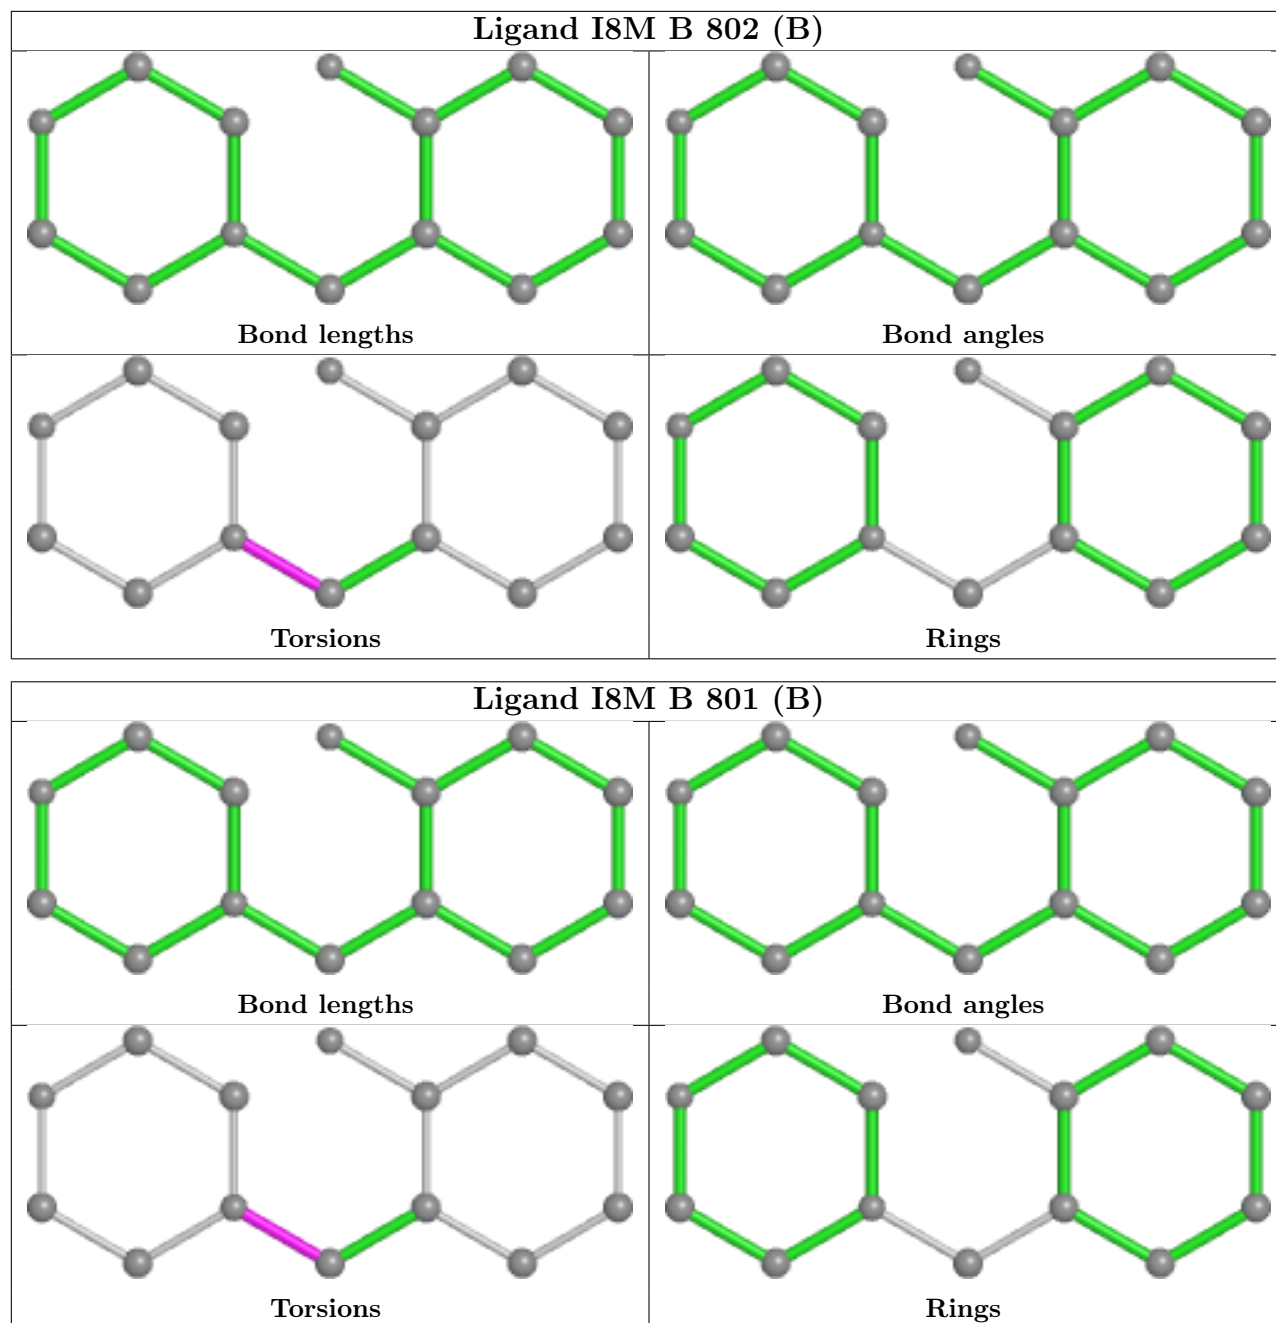 Ligand I8M B 802 (B)
Bond lengths
Bond angles
Torsions
Rings
Ligand I8M B 801 (B)
Bond lengths
Bond angles
Torsions
Rings